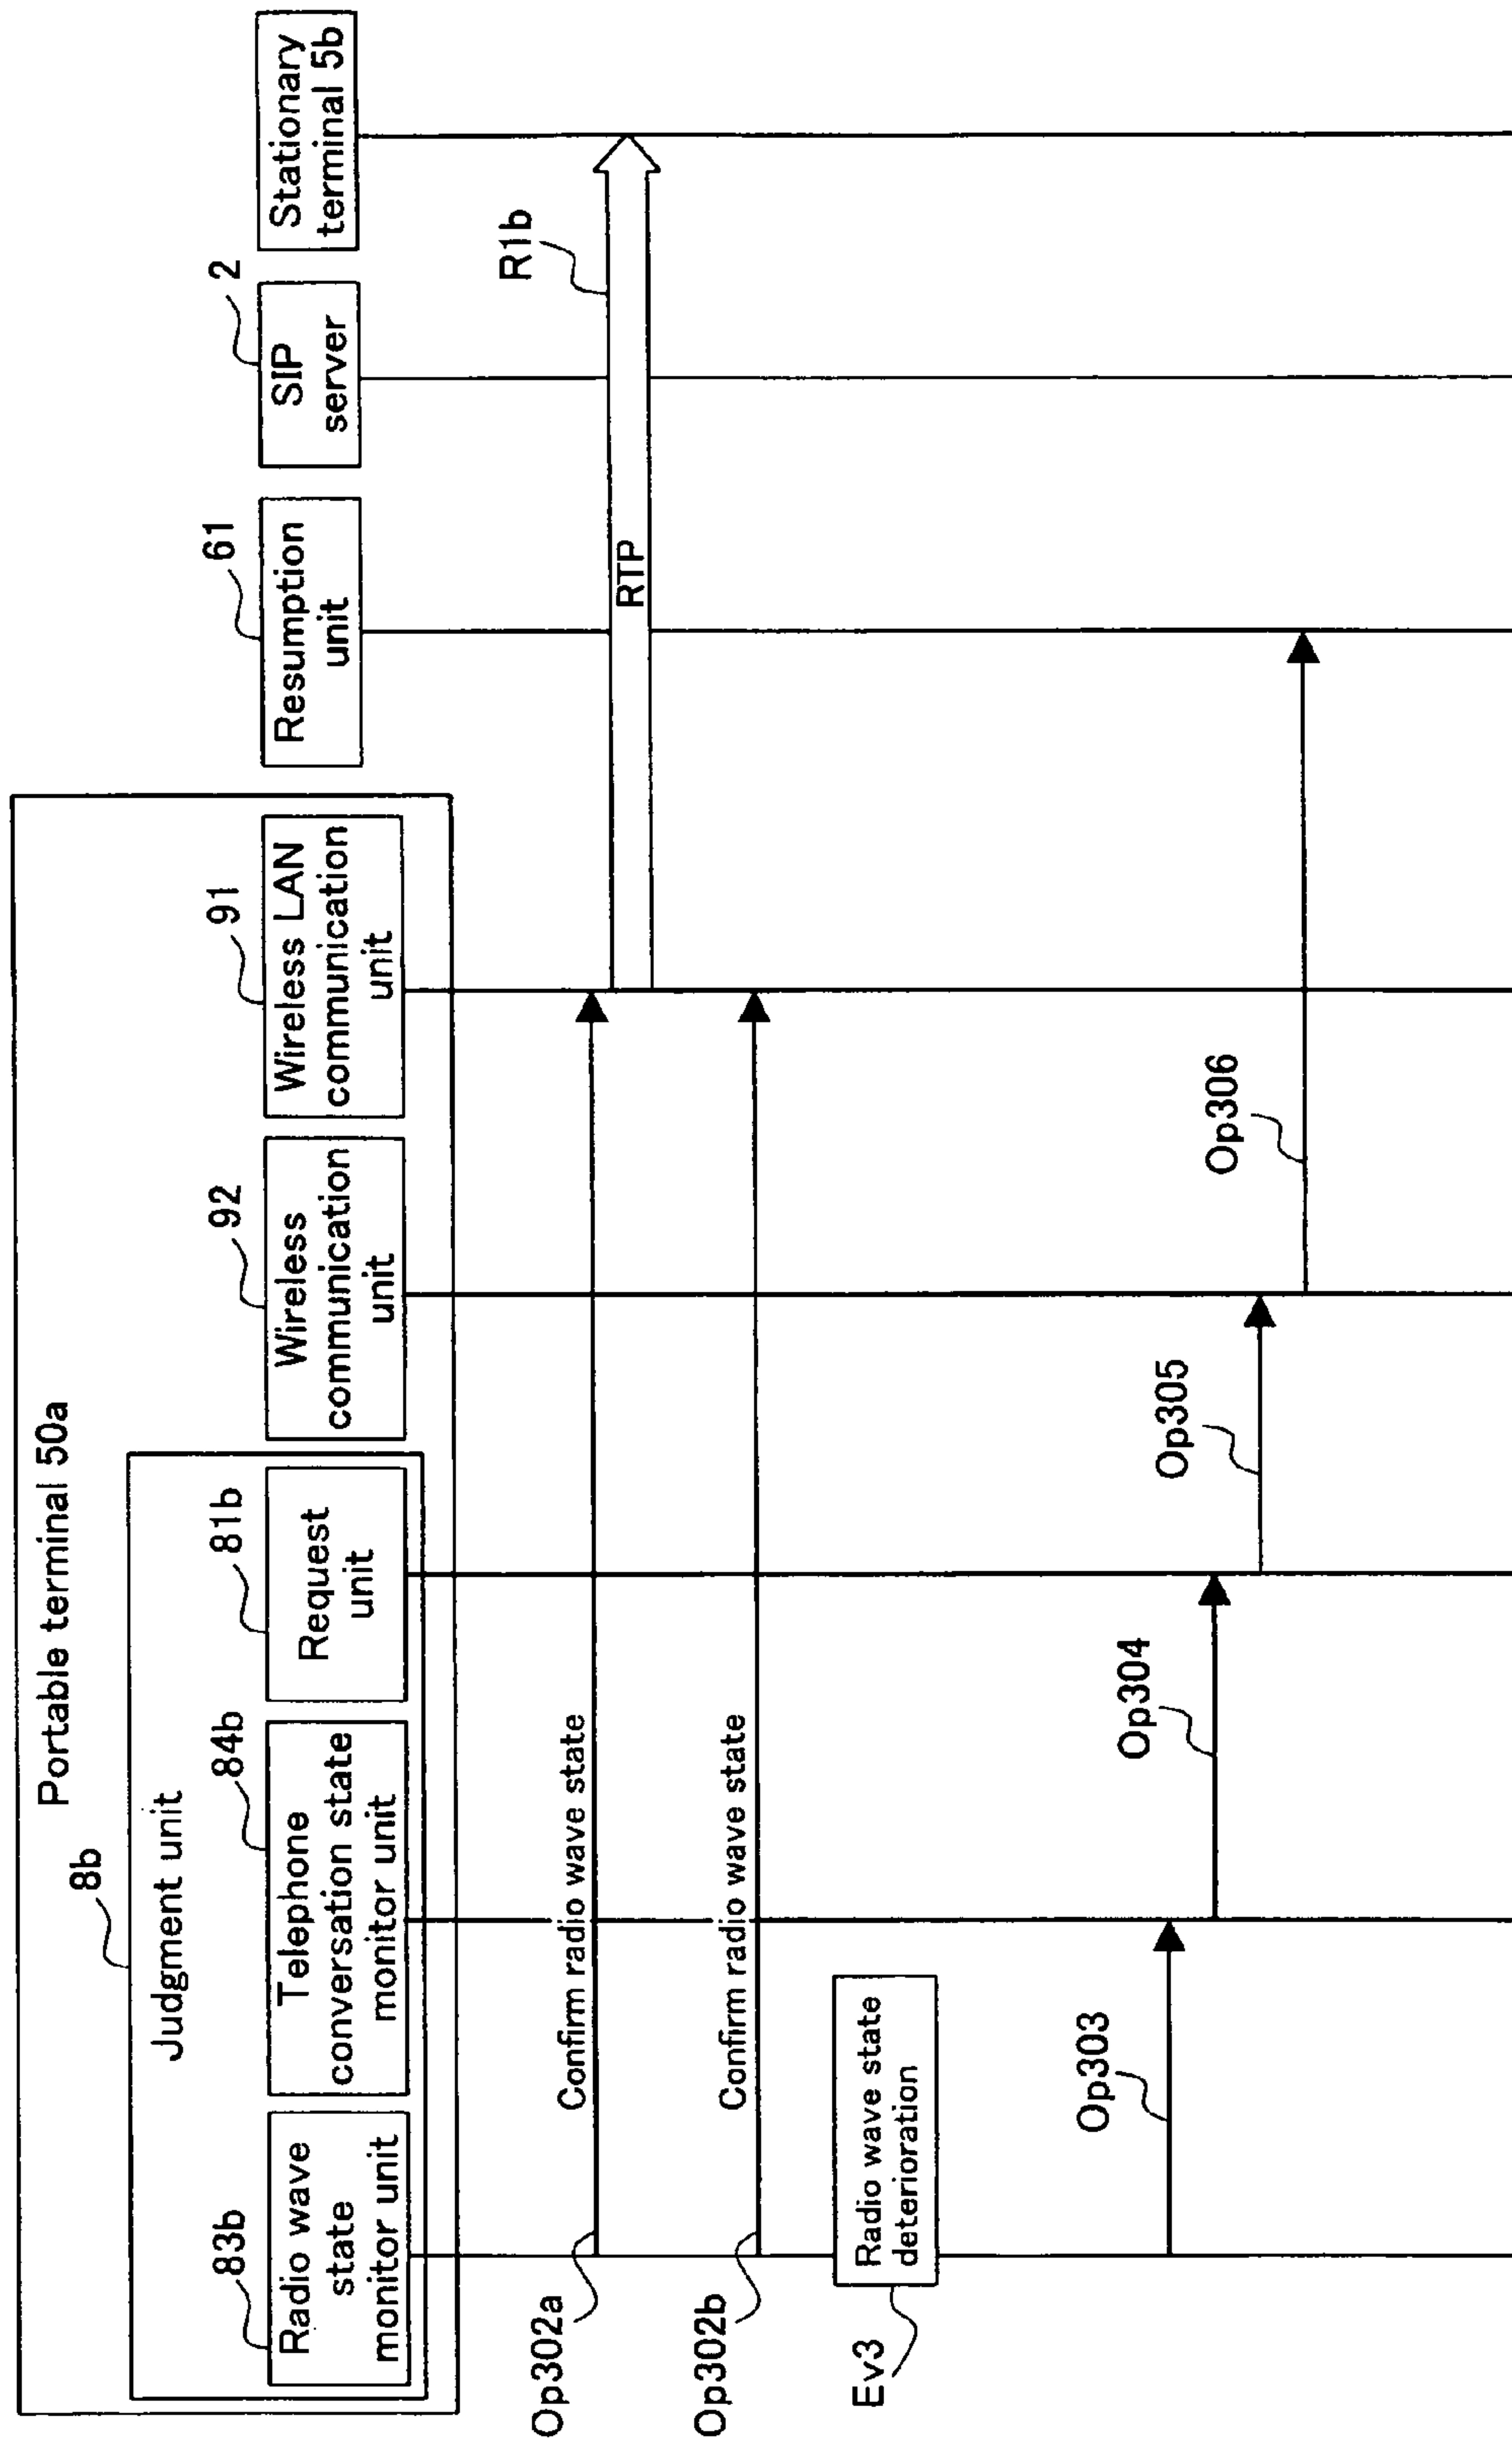 Portable terminal 50a
8b
Judgment unit
83b
Radio wave
state
monitor unit
84b
Telephone
conversation state
monitor unit
81b
Request
unit
92
Wireless
communication
unit
91
Wireless LAN
communication
unit
61
Resumption
unit
2
SIP
server
Stationary
terminal 5b
Op302a
Confirm radio wave state
R1b
RTP
Op302b
Confirm radio wave state
Ev3
Radio wave state
deterioration
Op303
Op304
Op305
Op306